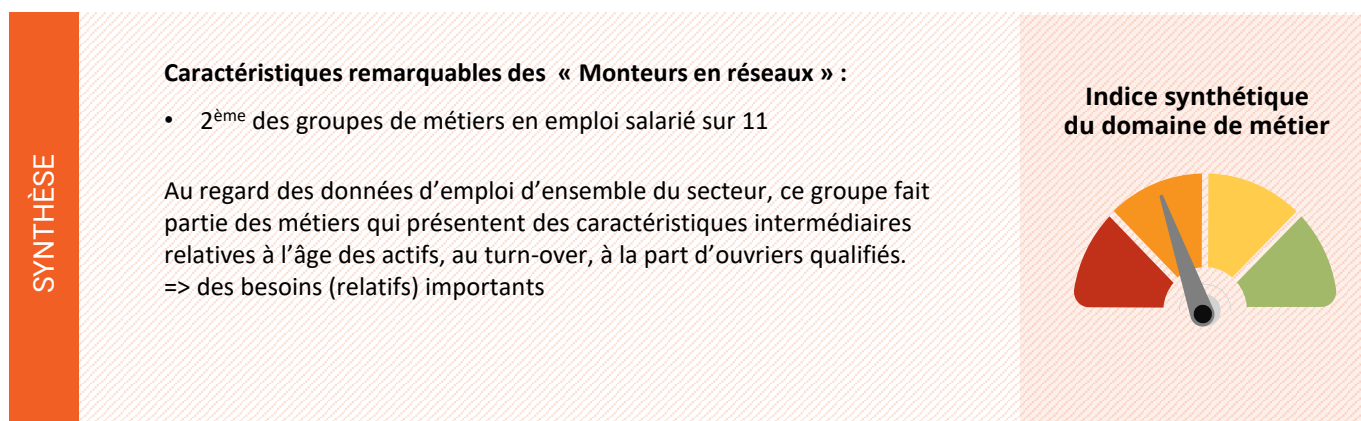 SYNTHÈSE
Caractéristiques remarquables des « Monteurs en réseaux » :
• 2ème des groupes de métiers en emploi salarié sur 11
Au regard des données d’emploi d’ensemble du secteur, ce groupe fait
partie des métiers qui présentent des caractéristiques intermédiaires
relatives à l’âge des actifs, au turn-over, à la part d’ouvriers qualifiés.
=> des besoins (relatifs) importants
Indice synthétique
du domaine de métier